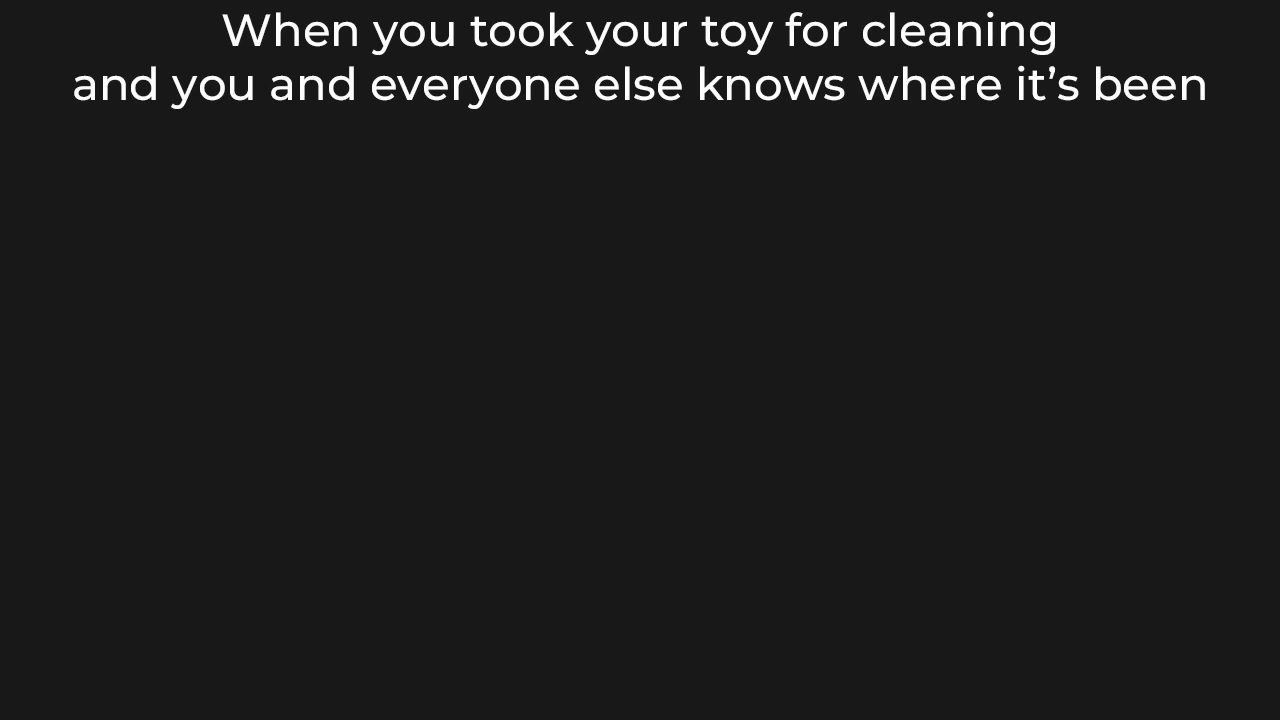 When you took your toy for cleaning
and you and everyone else knows where it’s been